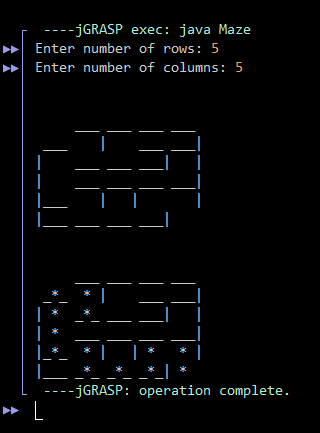 ----jGRASP exec: java Maze
Enter number of rows: 5
Enter number of columns: 5
     ___ ___ ___ ___
 ___    |    ___ ___|
|    ___ ___ ___|   |
|    ___ ___ ___ ___|
|___    |   |       |
|___ ___ ___ ___|
     ___ ___ ___ ___
 _*_  * |    ___ ___|
| *  _*_ ___ ___|   |
| *  ___ ___ ___ ___|
|_*_  * |   | *   * |
|___ _*_ _*_ _*_| *
----jGRASP: operation complete.